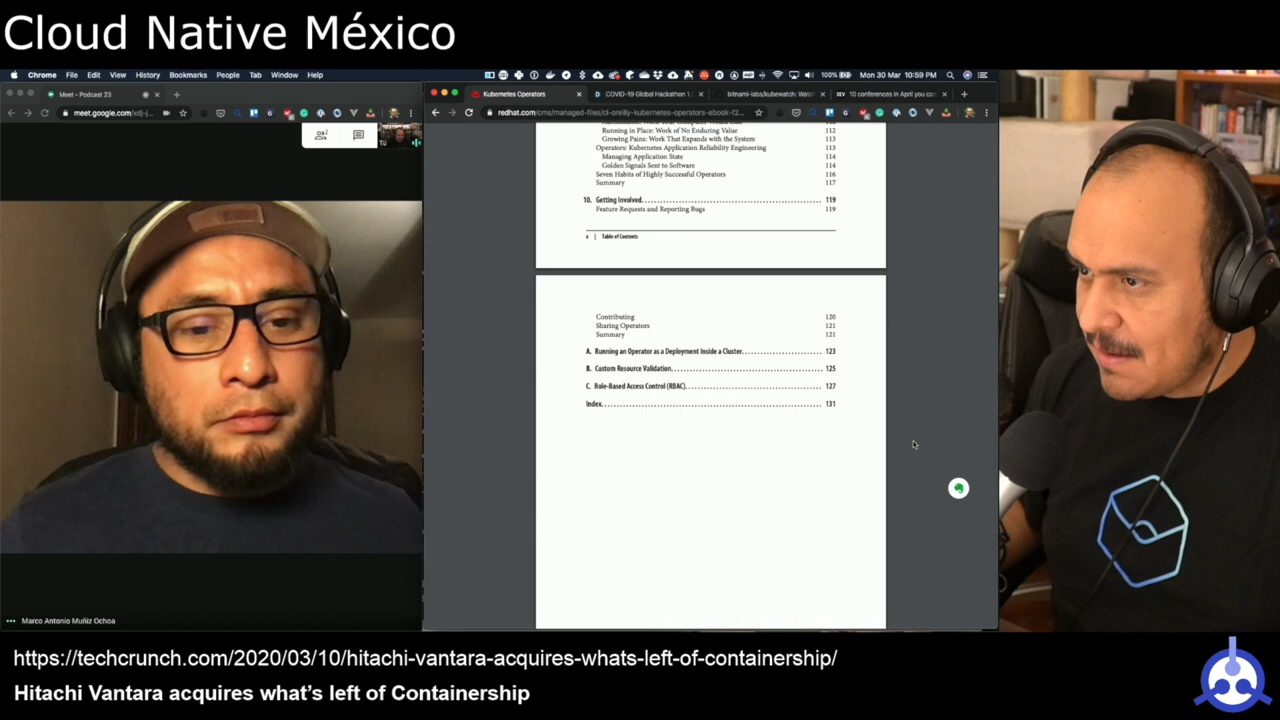 Cloud Native México
Chrome File Edit View History Bookmarks People Tab Window Help
100% Mon 30 Mar 10:59 PM
Meet - Podcast 23
Kubernetes Operators
COVID-19 Global Hackathon 1.
bitnami-labs/kubewatch: Wat
DEV 10 conferences in April you can
meet.google.com/xdj-j...
redhat.com/cms/managed-files/cl-oreilly-kubernetes-operators-ebook-f2...
Tú
Running in Place: Work of No Enduring Value 112
Growing Pains: Work That Expands with the System 113
Operators: Kubernetes Application Reliability Engineering 113
Managing Application State 114
Golden Signals Sent to Software 114
Seven Habits of Highly Successful Operators 116
Summary 117
10. Getting Involved. 119
Feature Requests and Reporting Bugs 119
x | Table of Contents
Contributing 120
Sharing Operators 121
Summary 121
A. Running an Operator as a Deployment Inside a Cluster. 123
B. Custom Resource Validation. 125
C. Role-Based Access Control (RBAC). 127
Index. 131
Marco Antonio Muñiz Ochoa
https://techcrunch.com/2020/03/10/hitachi-vantara-acquires-whats-left-of-containership/
Hitachi Vantara acquires what's left of Containership